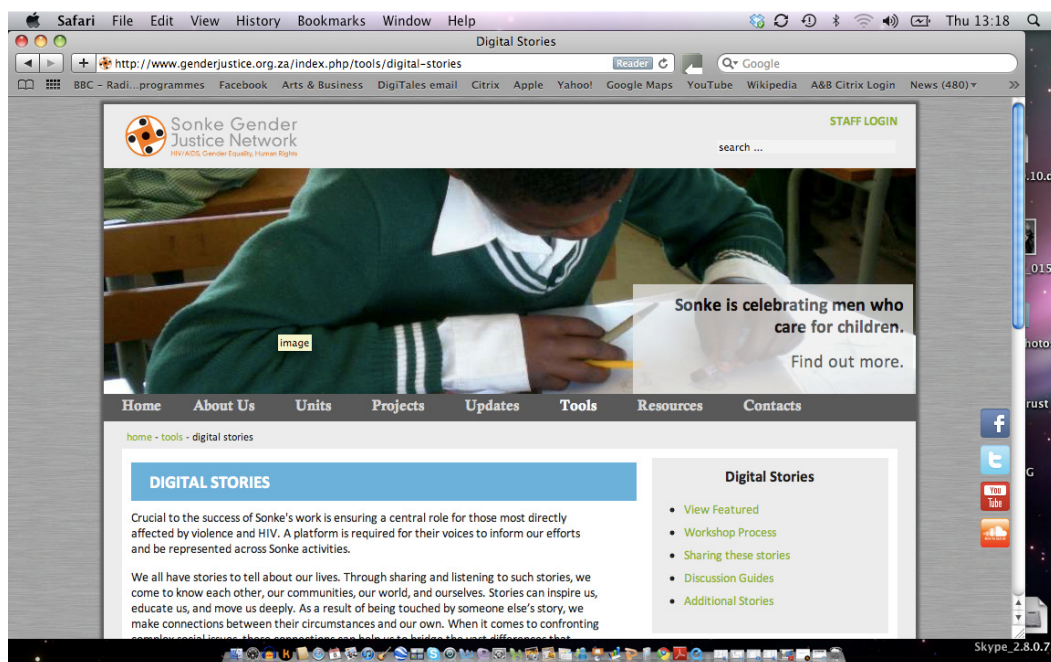 Safari File Edit View History Bookmarks Window Help Thu 13:18
Digital Stories
http://www.genderjustice.org.za/index.php/tools/digital-stories Reader Google
BBC – Radi...programmes Facebook Arts & Business DigiTales email Citrix Apple Yahoo! Google Maps YouTube Wikipedia A&B Citrix Login News (480)
Sonke Gender
Justice Network
HIV/AIDS, Gender Equality, Human Rights
STAFF LOGIN
search ...
Sonke is celebrating men who
care for children.
Find out more.
image
Home About Us Units Projects Updates Tools Resources Contacts
home - tools - digital stories
DIGITAL STORIES
Crucial to the success of Sonke's work is ensuring a central role for those most directly
affected by violence and HIV. A platform is required for their voices to inform our efforts
and be represented across Sonke activities.
We all have stories to tell about our lives. Through sharing and listening to such stories, we
come to know each other, our communities, our world, and ourselves. Stories can inspire us,
educate us, and move us deeply. As a result of being touched by someone else's story, we
make connections between their circumstances and our own. When it comes to confronting
Digital Stories
View Featured
Workshop Process
Sharing these stories
Discussion Guides
Additional Stories
You
Tube
.10.d
_015
hoto
rust
G
Skype_2.8.0.7